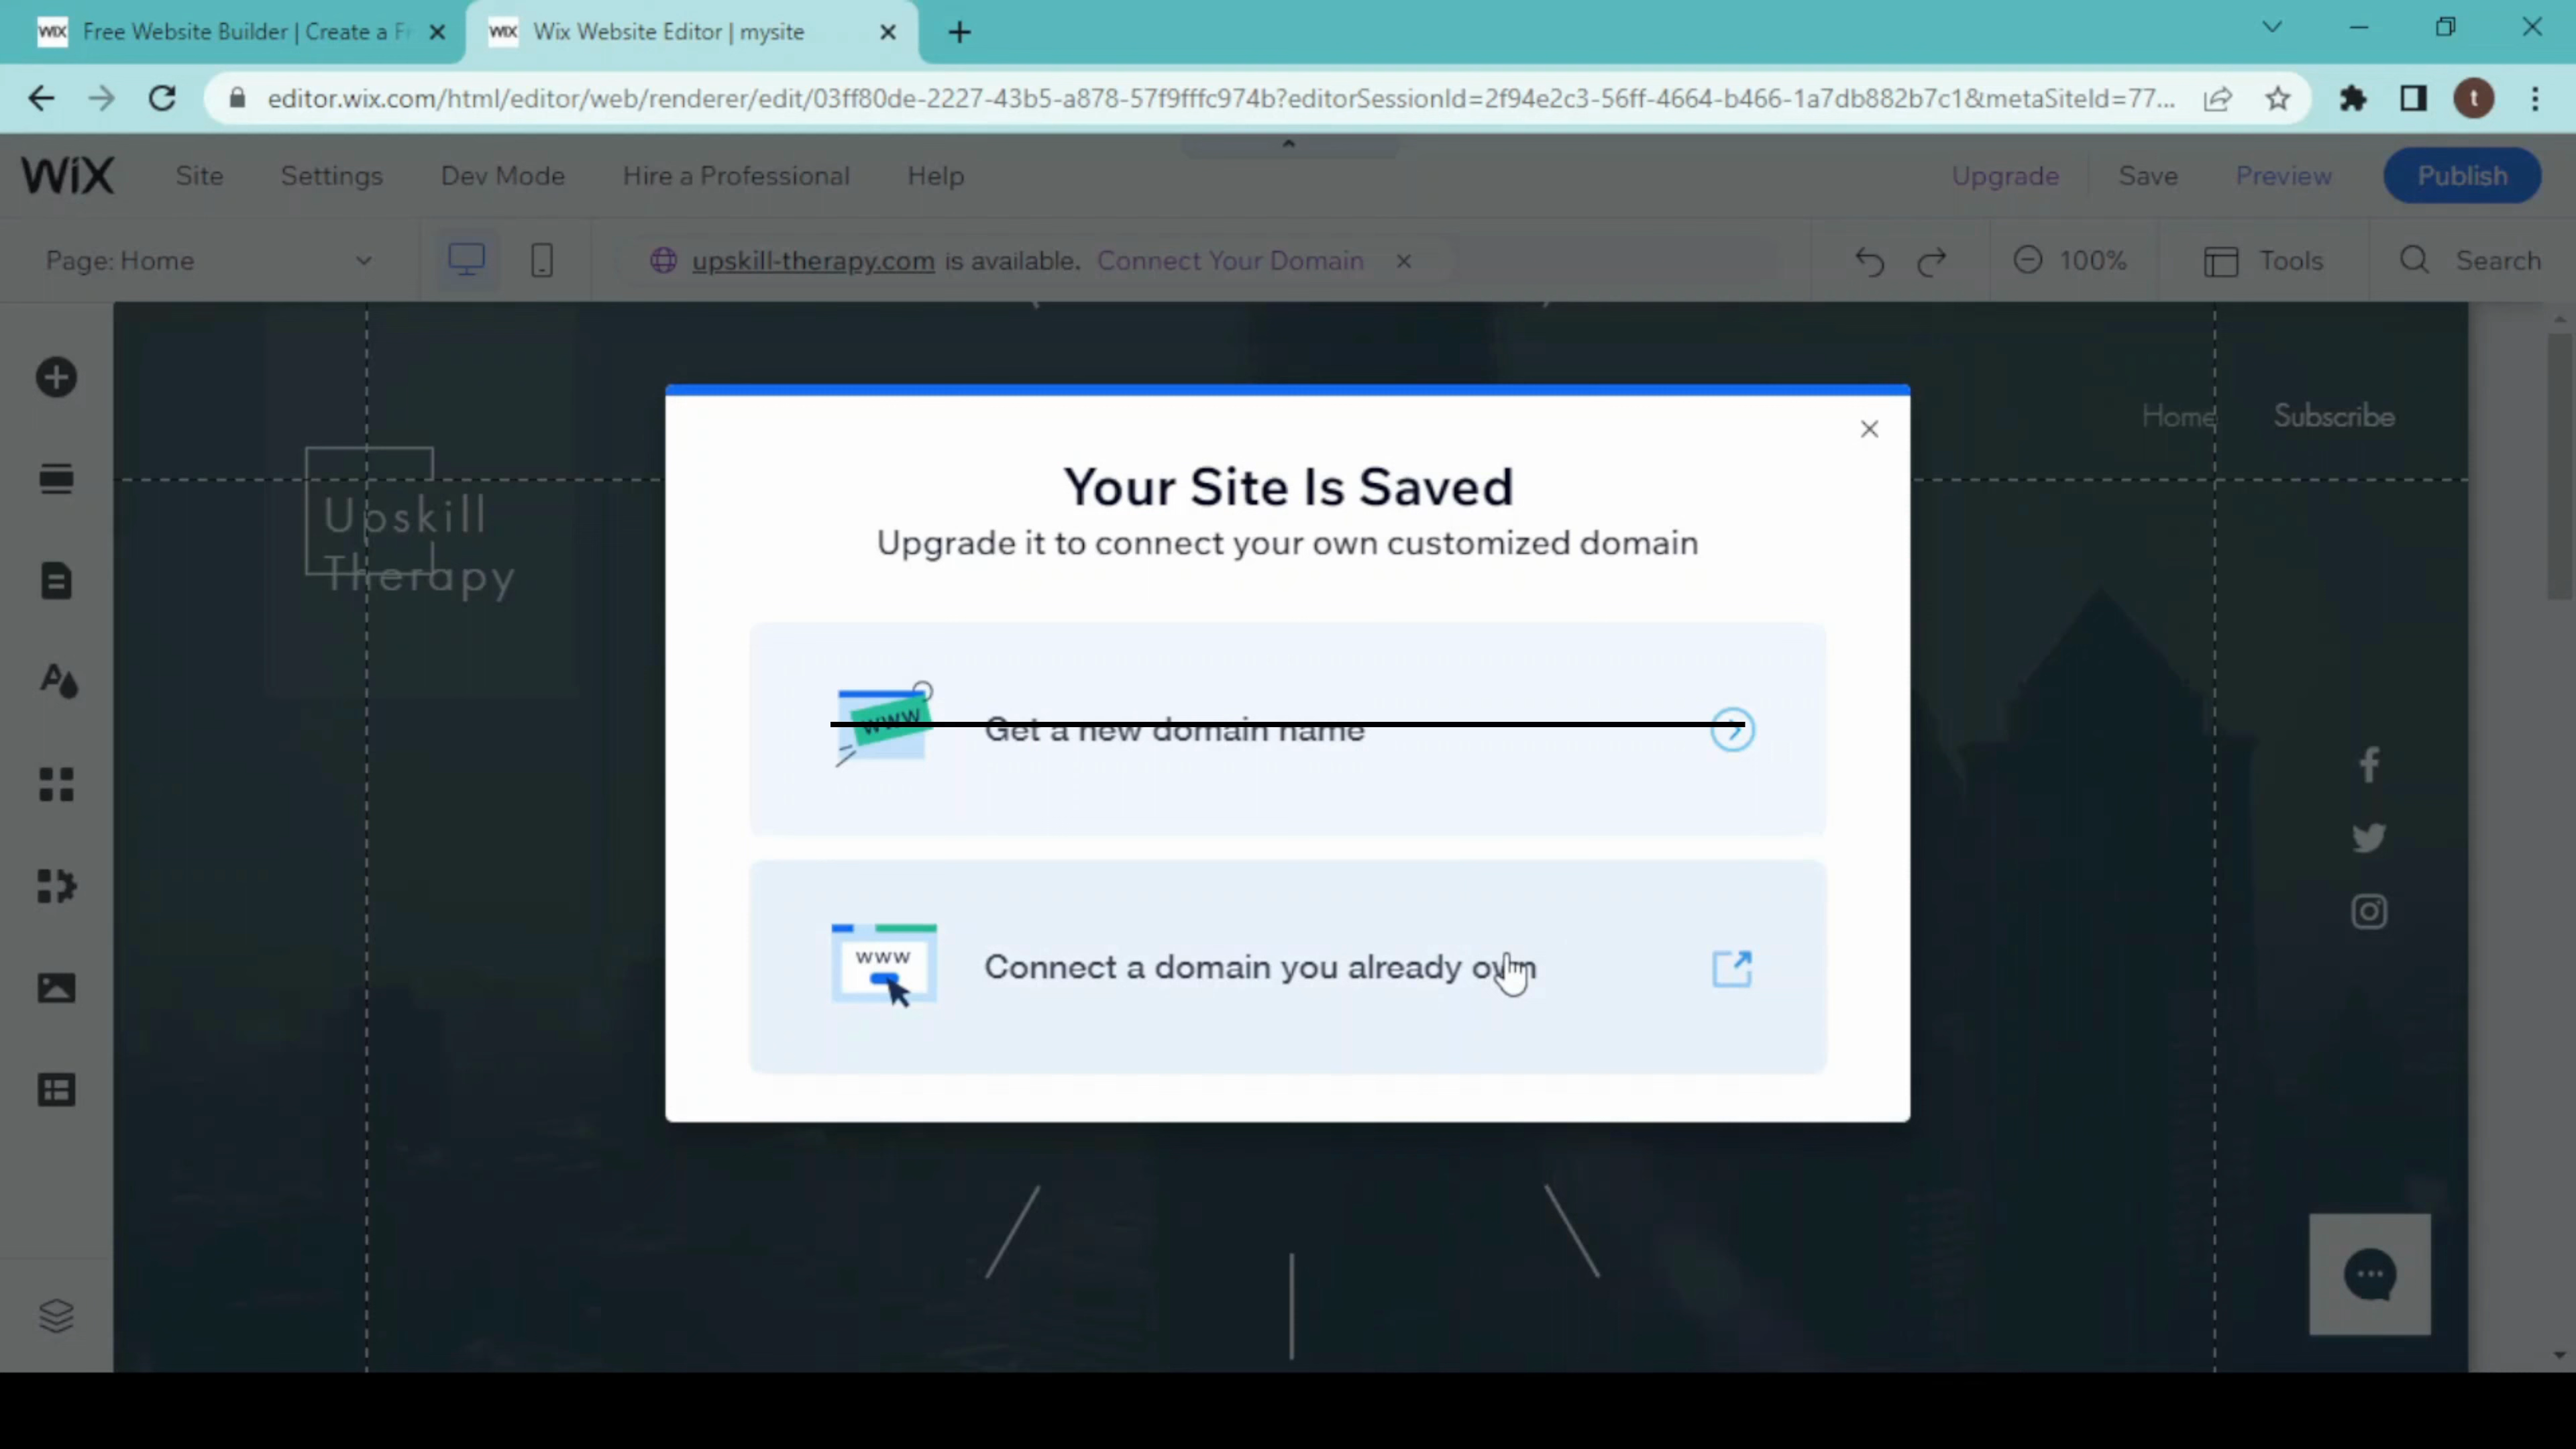 WIX Free Website Builder | Create a Fr
WIX Wix Website Editor | mysite
editor.wix.com/html/editor/web/renderer/edit/03ff80de-2227-43b5-a878-57f9fffc974b?editorSessionId=2f94e2c3-56ff-4664-b466-1a7db882b7c1&metaSiteId=77...
t
WiX Site Settings Dev Mode Hire a Professional Help Upgrade Save Preview Publish
Page: Home upskill-therapy.com is available. Connect Your Domain 100% Tools Search
Home Subscribe
Upskill
Therapy
Your Site Is Saved
Upgrade it to connect your own customized domain
www
Get a new domain name
www
Connect a domain you already own